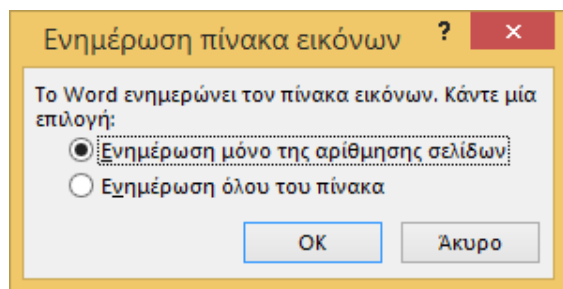 Ενημέρωση πίνακα εικόνων ? ×
Το Word ενημερώνει τον πίνακα εικόνων. Κάντε μία
επιλογή:
Ενημέρωση μόνο της αρίθμησης σελίδων
Ενημέρωση όλου του πίνακα
OK Άκυρο